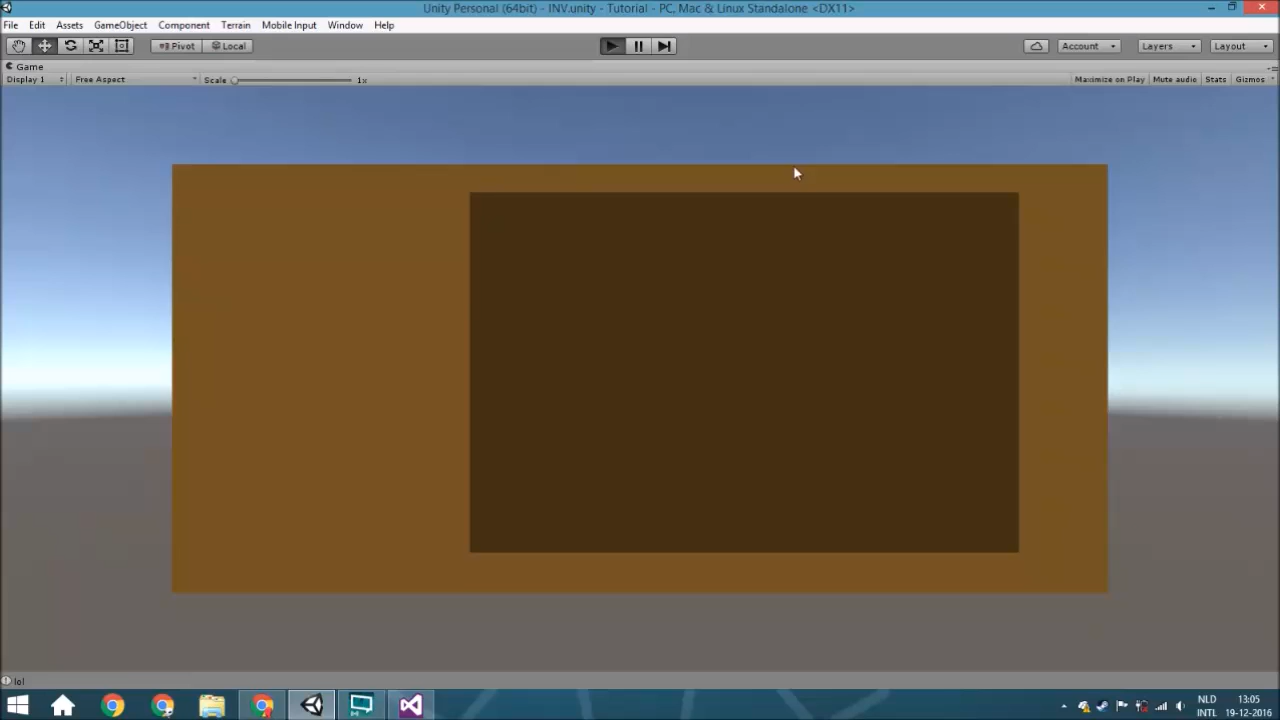 Unity Personal (64bit) - INV.unity - Tutorial - PC, Mac & Linux Standalone <DX11>
File Edit Assets GameObject Component Terrain Mobile Input Window Help
Pivot Local Account Layers Layout
Game
Display 1 Free Aspect Scale 1x Maximize on Play Mute audio Stats Gizmos
lol
NLD 13:05
INTL 19-12-2016